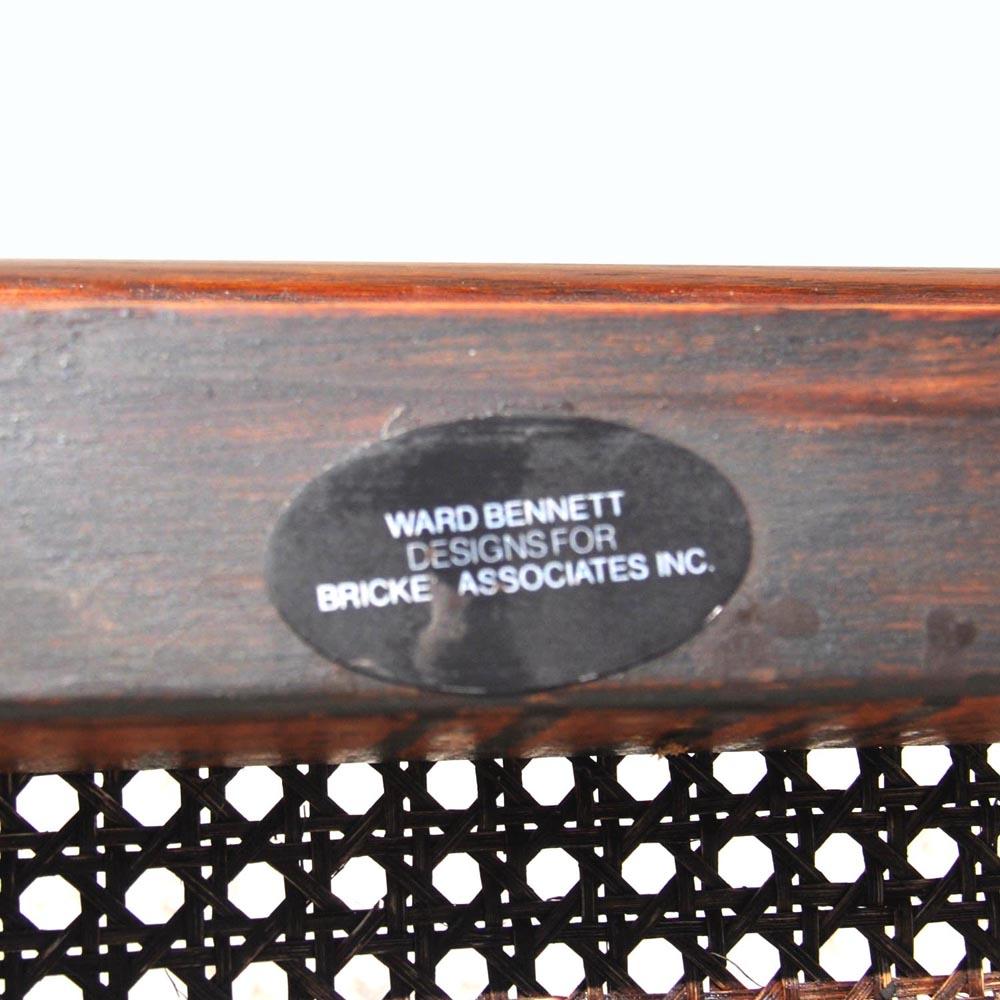 WARD BENNETT
DESIGNS FOR
BRICKE ASSOCIATES INC.